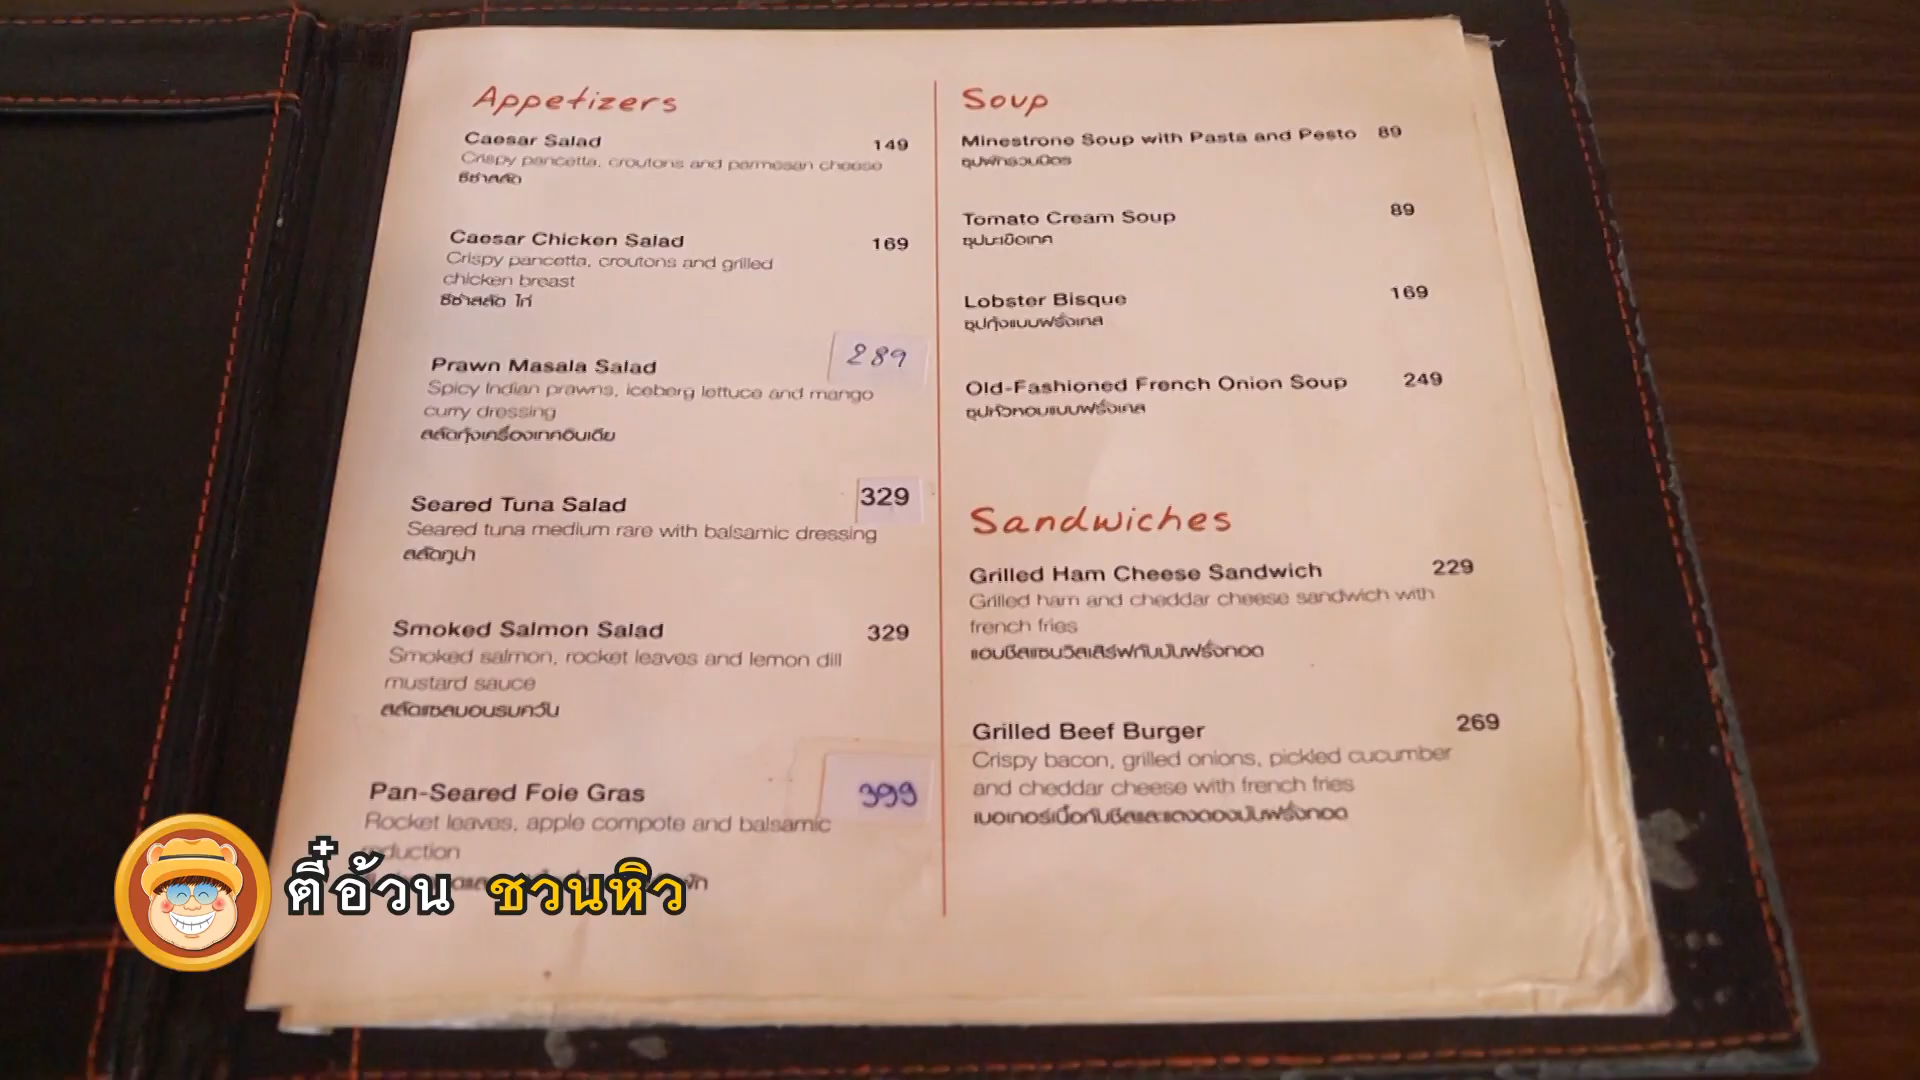 Appetizers
Caesar Salad 149
Crispy pancetta, croutons and parmesan cheese
ซีซ่าสลัด
Caesar Chicken Salad 169
Crispy pancetta, croutons and grilled
chicken breast
ซีซ่าสลัด ไก่
Prawn Masala Salad 289
Spicy Indian prawns, iceberg lettuce and mango
curry dressing
สลัดกุ้งเครื่องเทศอินเดีย
Seared Tuna Salad 329
Seared tuna medium rare with balsamic dressing
สลัดทูน่า
Smoked Salmon Salad 329
Smoked salmon, rocket leaves and lemon dill
mustard sauce
สลัดแซลมอนรมควัน
Pan-Seared Foie Gras 399
Rocket leaves, apple compote and balsamic
Soup
Minestrone Soup with Pasta and Pesto 89
ซุปผักรวมมิตร
Tomato Cream Soup 89
ซุปมะเขือเทศ
Lobster Bisque 169
ซุปกุ้งแบบฝรั่งเศส
Old-Fashioned French Onion Soup 249
ซุปหัวหอมแบบฝรั่งเศส
Sandwiches
Grilled Ham Cheese Sandwich 229
Grilled ham and cheddar cheese sandwich with
french fries
แฮมชีสแซนวิสเสิร์ฟกับมันฝรั่งทอด
Grilled Beef Burger 269
Crispy bacon, grilled onions, pickled cucumber
and cheddar cheese with french fries
เบอเกอร์เนื้อกับชีสและแตงดองมันฝรั่งทอด
ตี๋อ้วน ชวนหิว